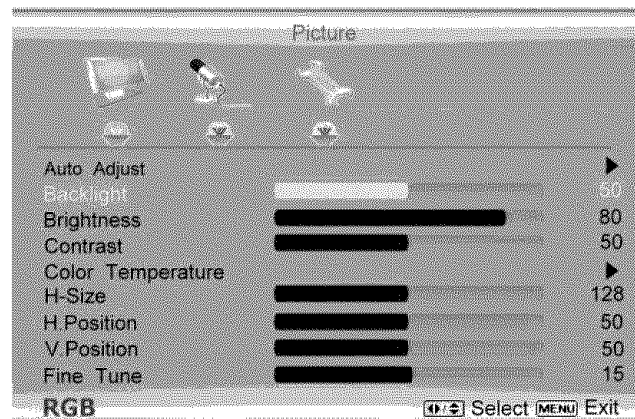 Picture
Auto Adjust
Backlight 50
Brightness 80
Contrast 50
Color Temperature
H-Size 128
H.Position 50
V.Position 50
Fine Tune 15
RGB Select MENU Exit